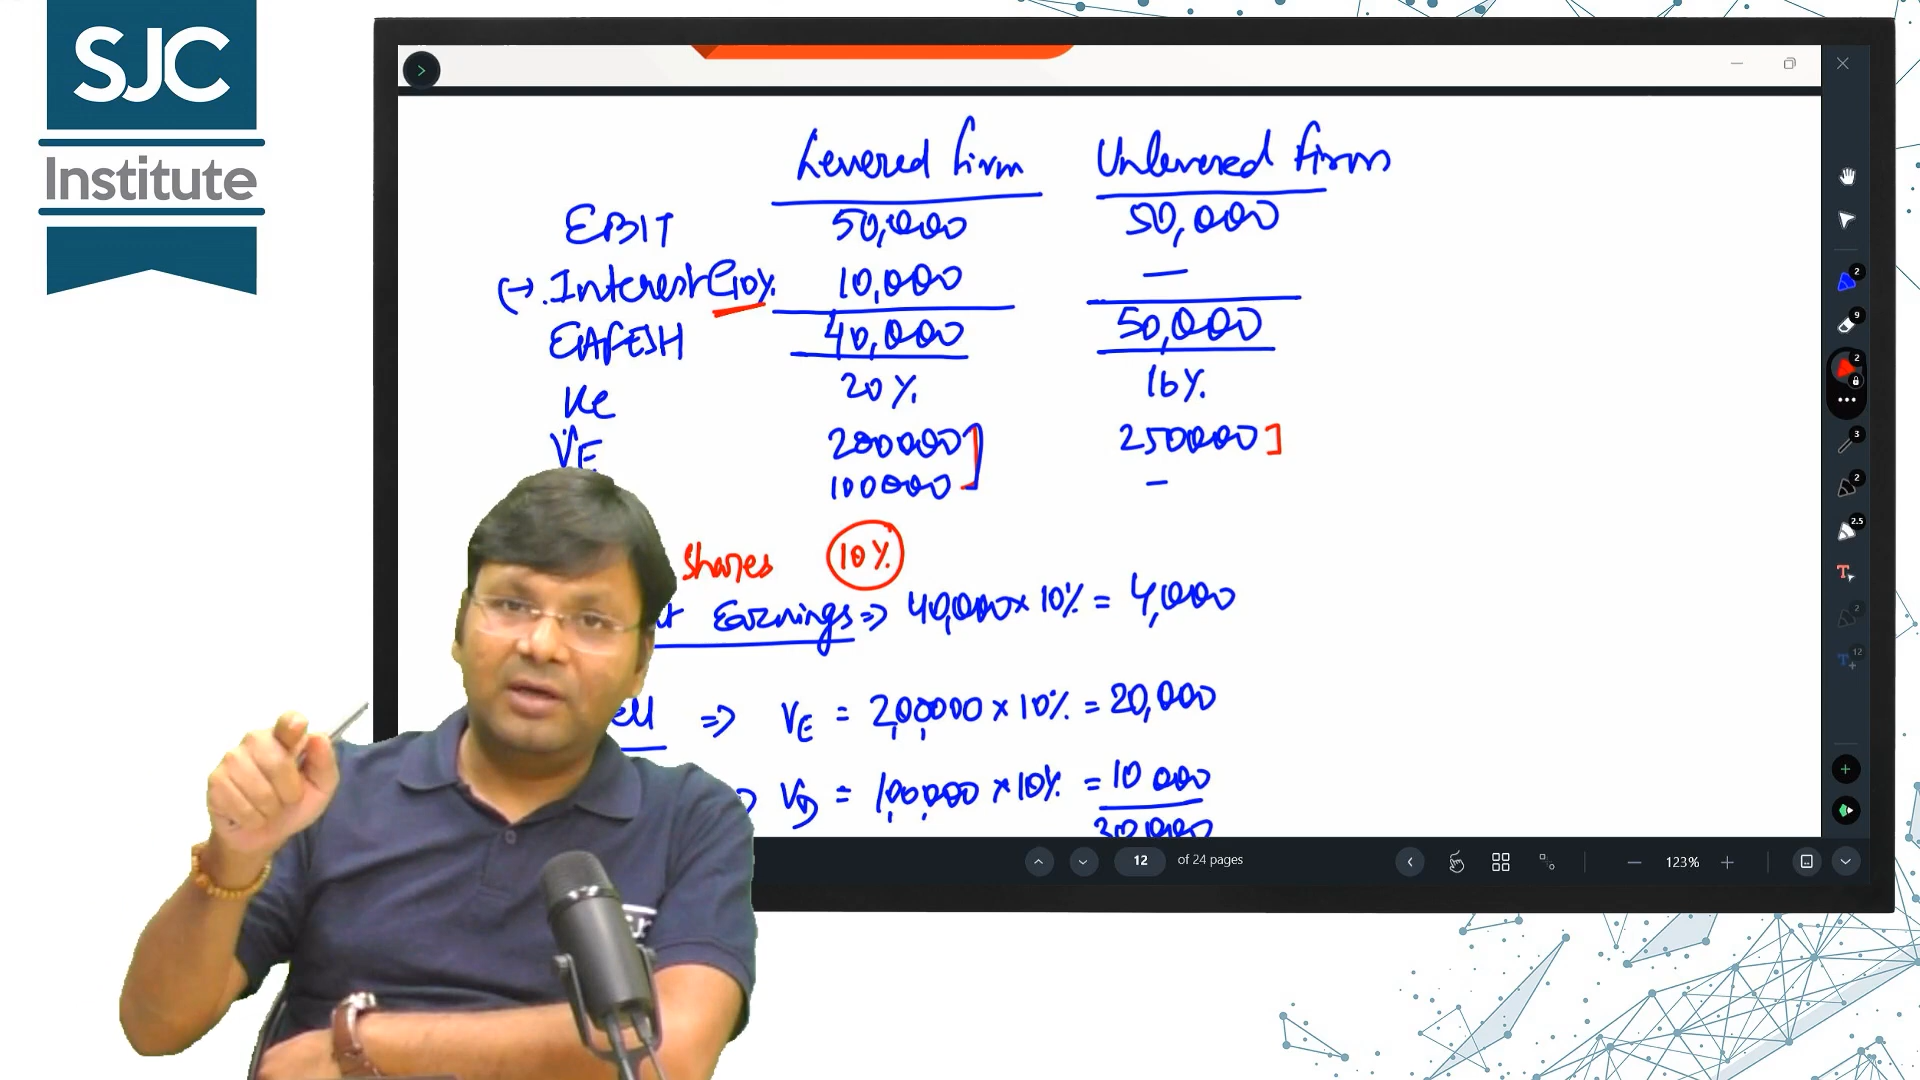 SJC
Institute
Levered firm Unlevered firm
EBIT 50,000 50,000
(-) Interest@10% 10,000 —
EAFESH 40,000 50,000
Ke 20% 16%
VE 200000] 250000]
100000 -
shares 10%
Earnings => 40,000 x 10% = 4,000
=> VE = 2,00,000 x 10% = 20,000
VD = 1,00,000 x 10% = 10 000
30,000
12 of 24 pages 123%